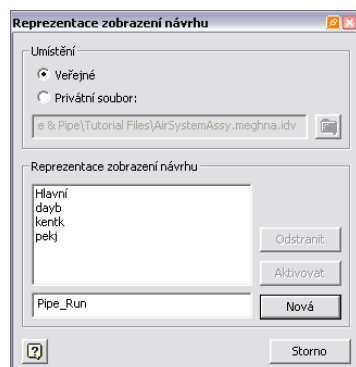 Reprezentace zobrazení návrhu
Umístění
Veřejné
Privátní soubor:
e & Pipe\Tutorial Files\AirSystemAssy.meghna.idv
Reprezentace zobrazení návrhu
Hlavní
dayb
kentk
pekj
Odstranit
Aktivovat
Pipe_Run
Nová
Storno